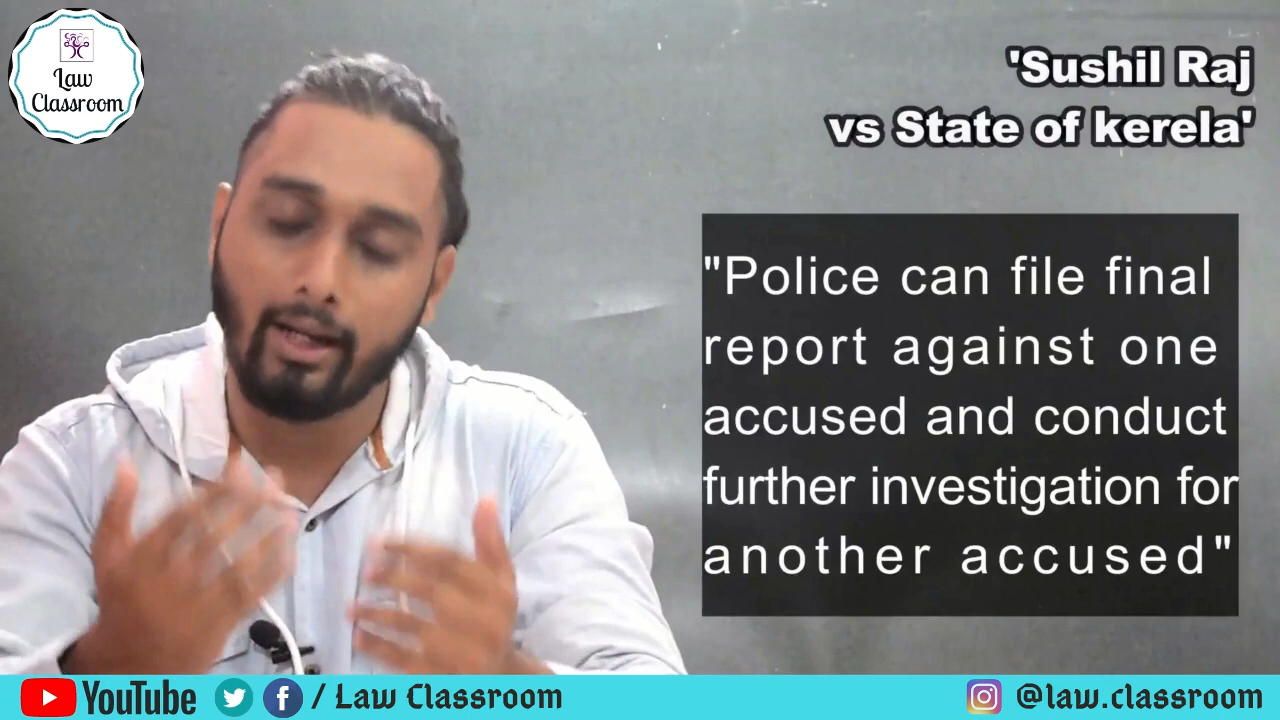 Law
Classroom
'Sushil Raj
vs State of kerela'
"Police can file final
report against one
accused and conduct
further investigation for
another accused"
YouTube
/ Law Classroom
@law.classroom